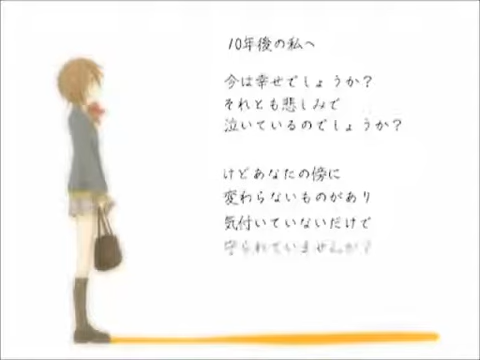 10年後の私へ
今は幸せでしょうか？
それとも悲しみで
泣いているのでしょうか？
けどあなたの傍に
変わらないものがあり
気付いていないだけで
守られていませんか？